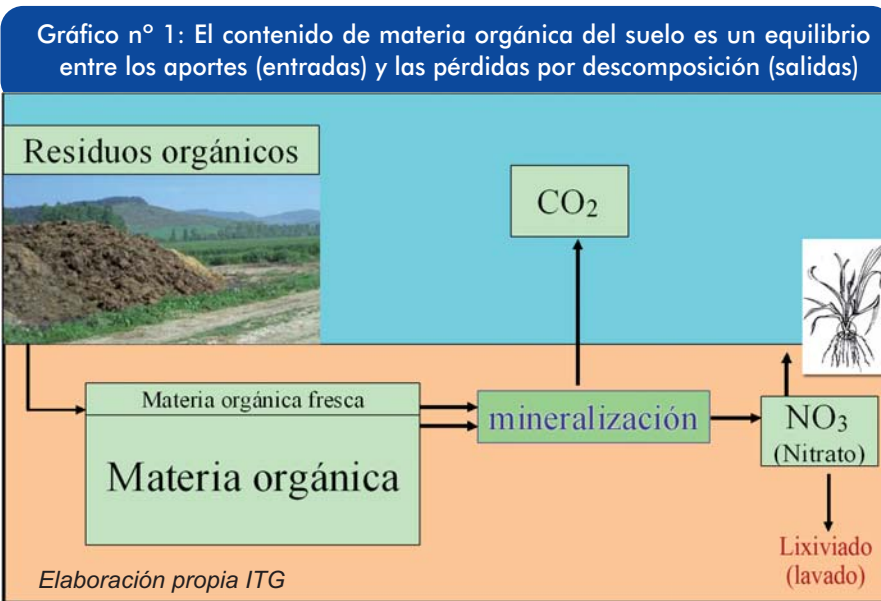 Gráfico nº 1: El contenido de materia orgánica del suelo es un equilibrio
entre los aportes (entradas) y las pérdidas por descomposición (salidas)
Residuos orgánicos
CO₂
Materia orgánica fresca
Materia orgánica
mineralización
NO₃
(Nitrato)
Lixiviado
(lavado)
Elaboración propia ITG